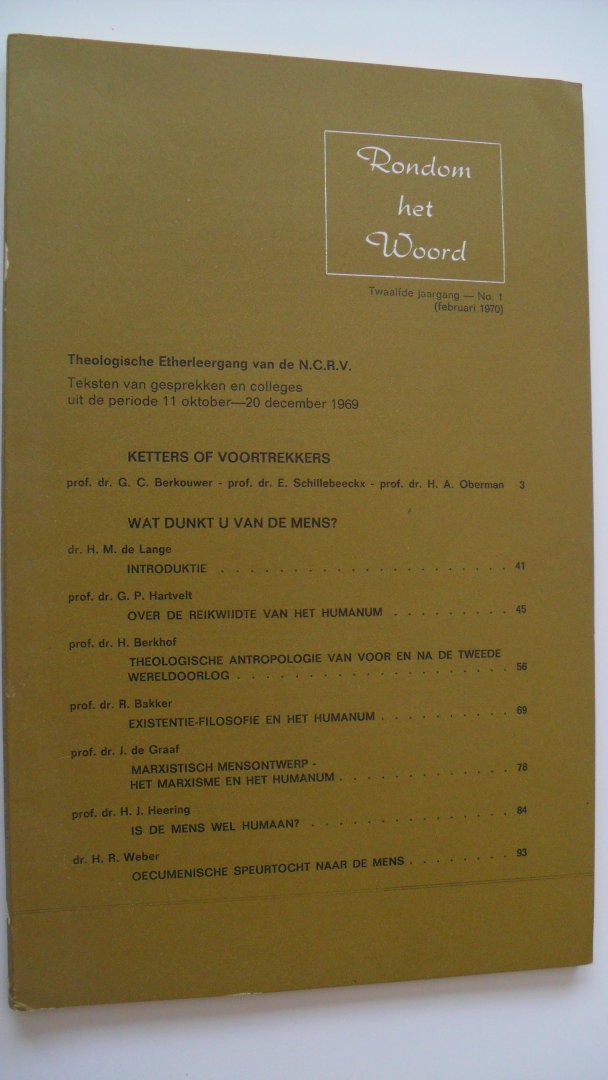 Rondom
het
Woord
Twaalfde jaargang — No. 1
(februari 1970)
Theologische Etherleergang van de N.C.R.V.
Teksten van gesprekken en colleges
uit de periode 11 oktober—20 december 1969
KETTERS OF VOORTREKKERS
prof. dr. G. C. Berkouwer - prof. dr. E. Schillebeeckx - prof. dr. H. A. Oberman 3
WAT DUNKT U VAN DE MENS?
dr. H. M. de Lange
INTRODUKTIE . . . . . . . . . . . . . . . . . . . . . . 41
prof. dr. G. P. Hartvelt
OVER DE REIKWIJDTE VAN HET HUMANUM . . . . . . . . . 45
prof. dr. H. Berkhof
THEOLOGISCHE ANTROPOLOGIE VAN VOOR EN NA DE TWEEDE
WERELDOORLOG . . . . . . . . . . . . . . . . . . . . 56
prof. dr. R. Bakker
EXISTENTIE-FILOSOFIE EN HET HUMANUM . . . . . . . . . . 69
prof. dr. J. de Graaf
MARXISTISCH MENSONTWERP -
HET MARXISME EN HET HUMANUM . . . . . . . . . . . . 78
prof. dr. H. J. Heering
IS DE MENS WEL HUMAAN? . . . . . . . . . . . . . . 84
dr. H. R. Weber
OECUMENISCHE SPEURTOCHT NAAR DE MENS . . . . . . . 93